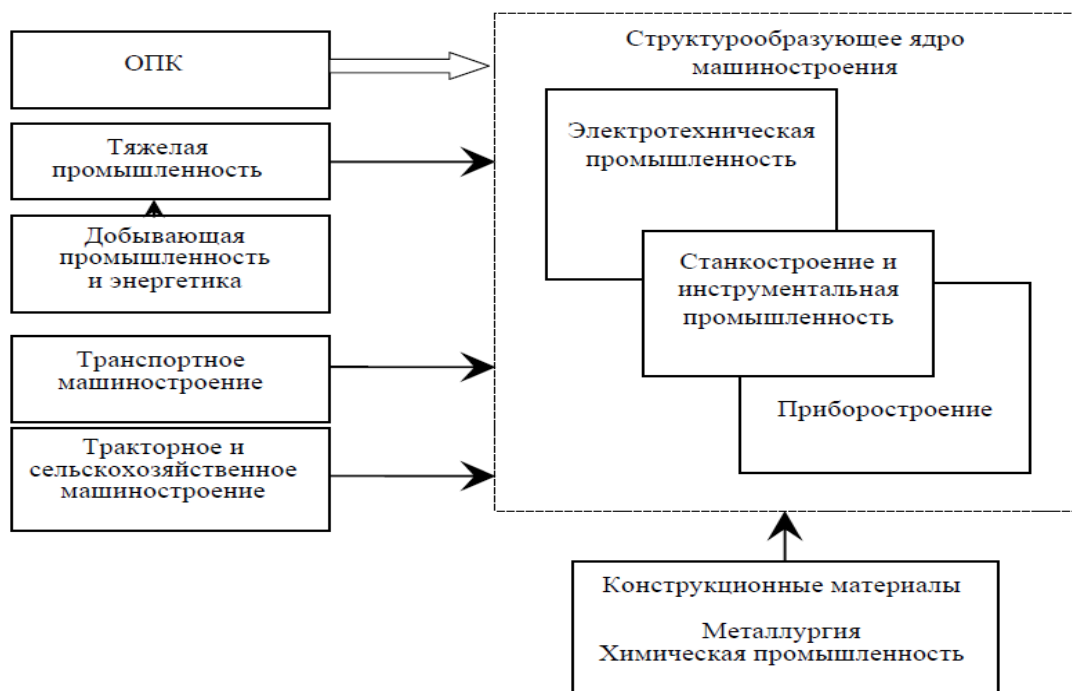 ОПК
Тяжелая
промышленность
Добывающая
промышленность
и энергетика
Транспортное
машиностроение
Тракторное и
сельскохозяйственное
машиностроение
Структурообразующее ядро
машиностроения
Электротехническая
промышленность
Станкостроение и
инструментальная
промышленность
Приборостроение
Конструкционные материалы
Металлургия
Химическая промышленность